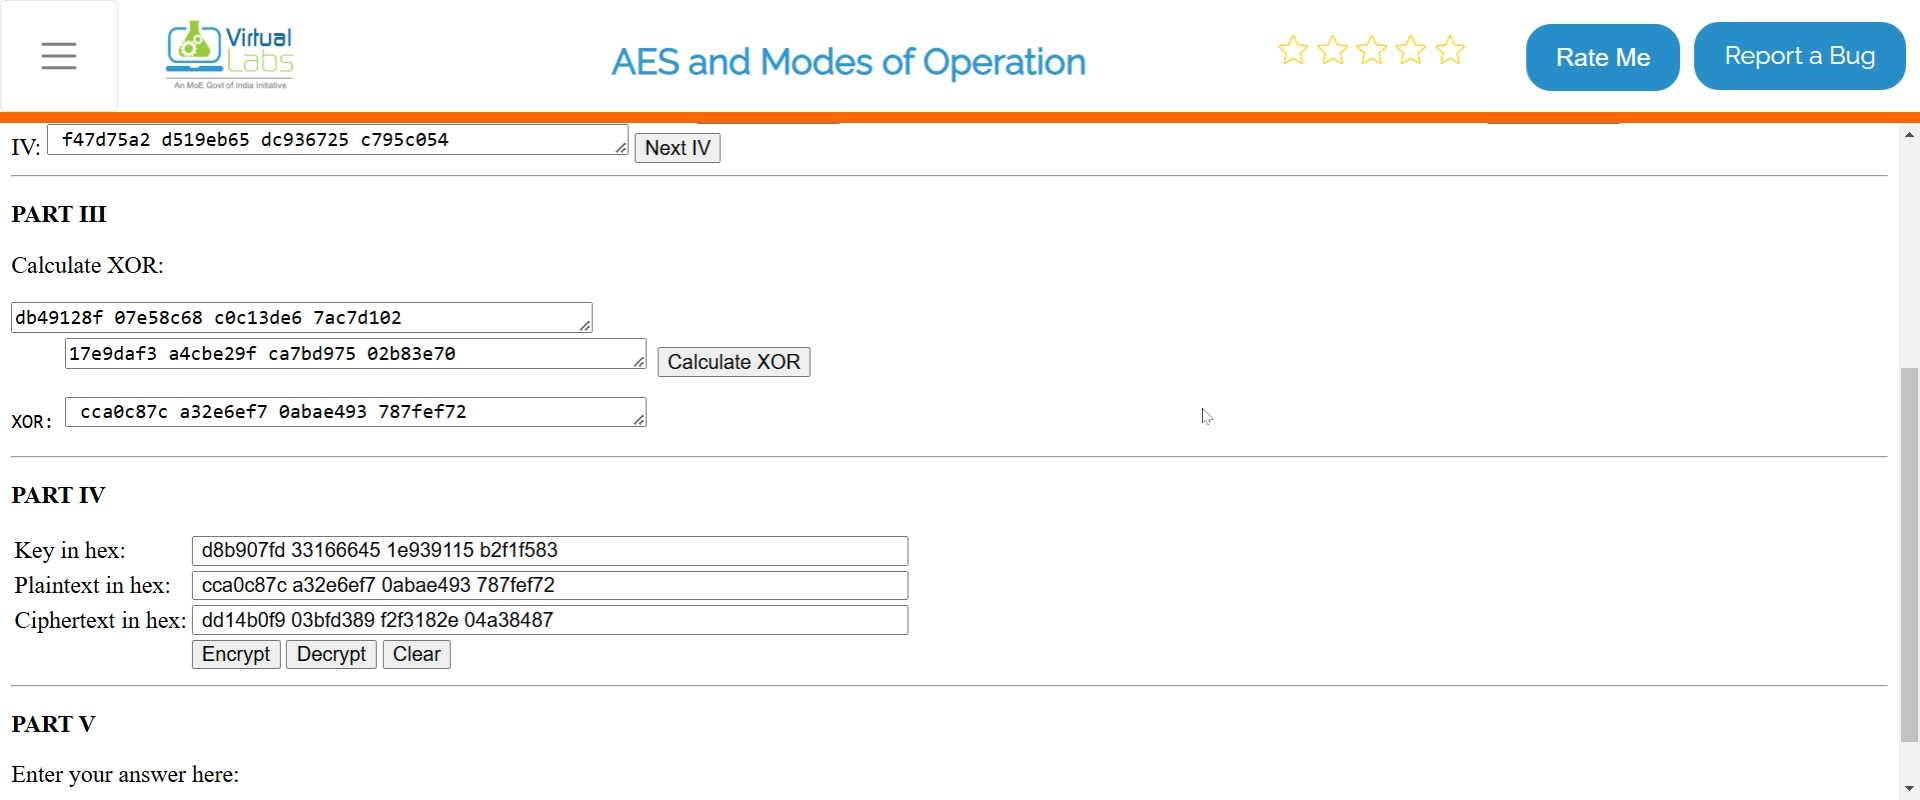 Virtual
Labs
An MoE Govt of India Initiative
AES and Modes of Operation
Rate Me
Report a Bug
IV: f47d75a2 d519eb65 dc936725 c795c054
Next IV
PART III
Calculate XOR:
db49128f 07e58c68 c0c13de6 7ac7d102
17e9daf3 a4cbe29f ca7bd975 02b83e70
Calculate XOR
XOR: cca0c87c a32e6ef7 0abae493 787fef72
PART IV
Key in hex: d8b907fd 33166645 1e939115 b2f1f583
Plaintext in hex: cca0c87c a32e6ef7 0abae493 787fef72
Ciphertext in hex: dd14b0f9 03bfd389 f2f3182e 04a38487
Encrypt Decrypt Clear
PART V
Enter your answer here: